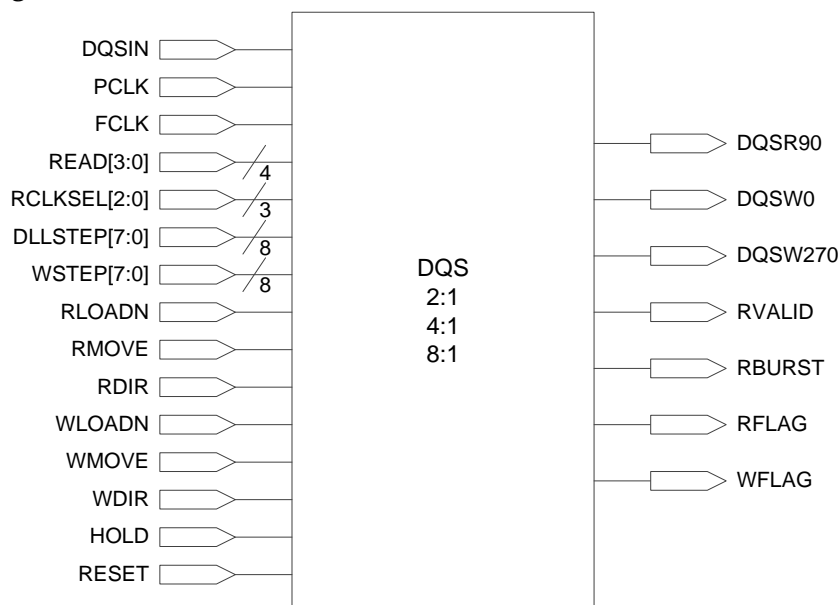 DQSIN
PCLK
FCLK
READ[3:0]
4
RCLKSEL[2:0]
3
DLLSTEP[7:0]
8
WSTEP[7:0]
8
RLOADN
RMOVE
RDIR
WLOADN
WMOVE
WDIR
HOLD
RESET
DQS
2:1
4:1
8:1
DQSR90
DQSW0
DQSW270
RVALID
RBURST
RFLAG
WFLAG